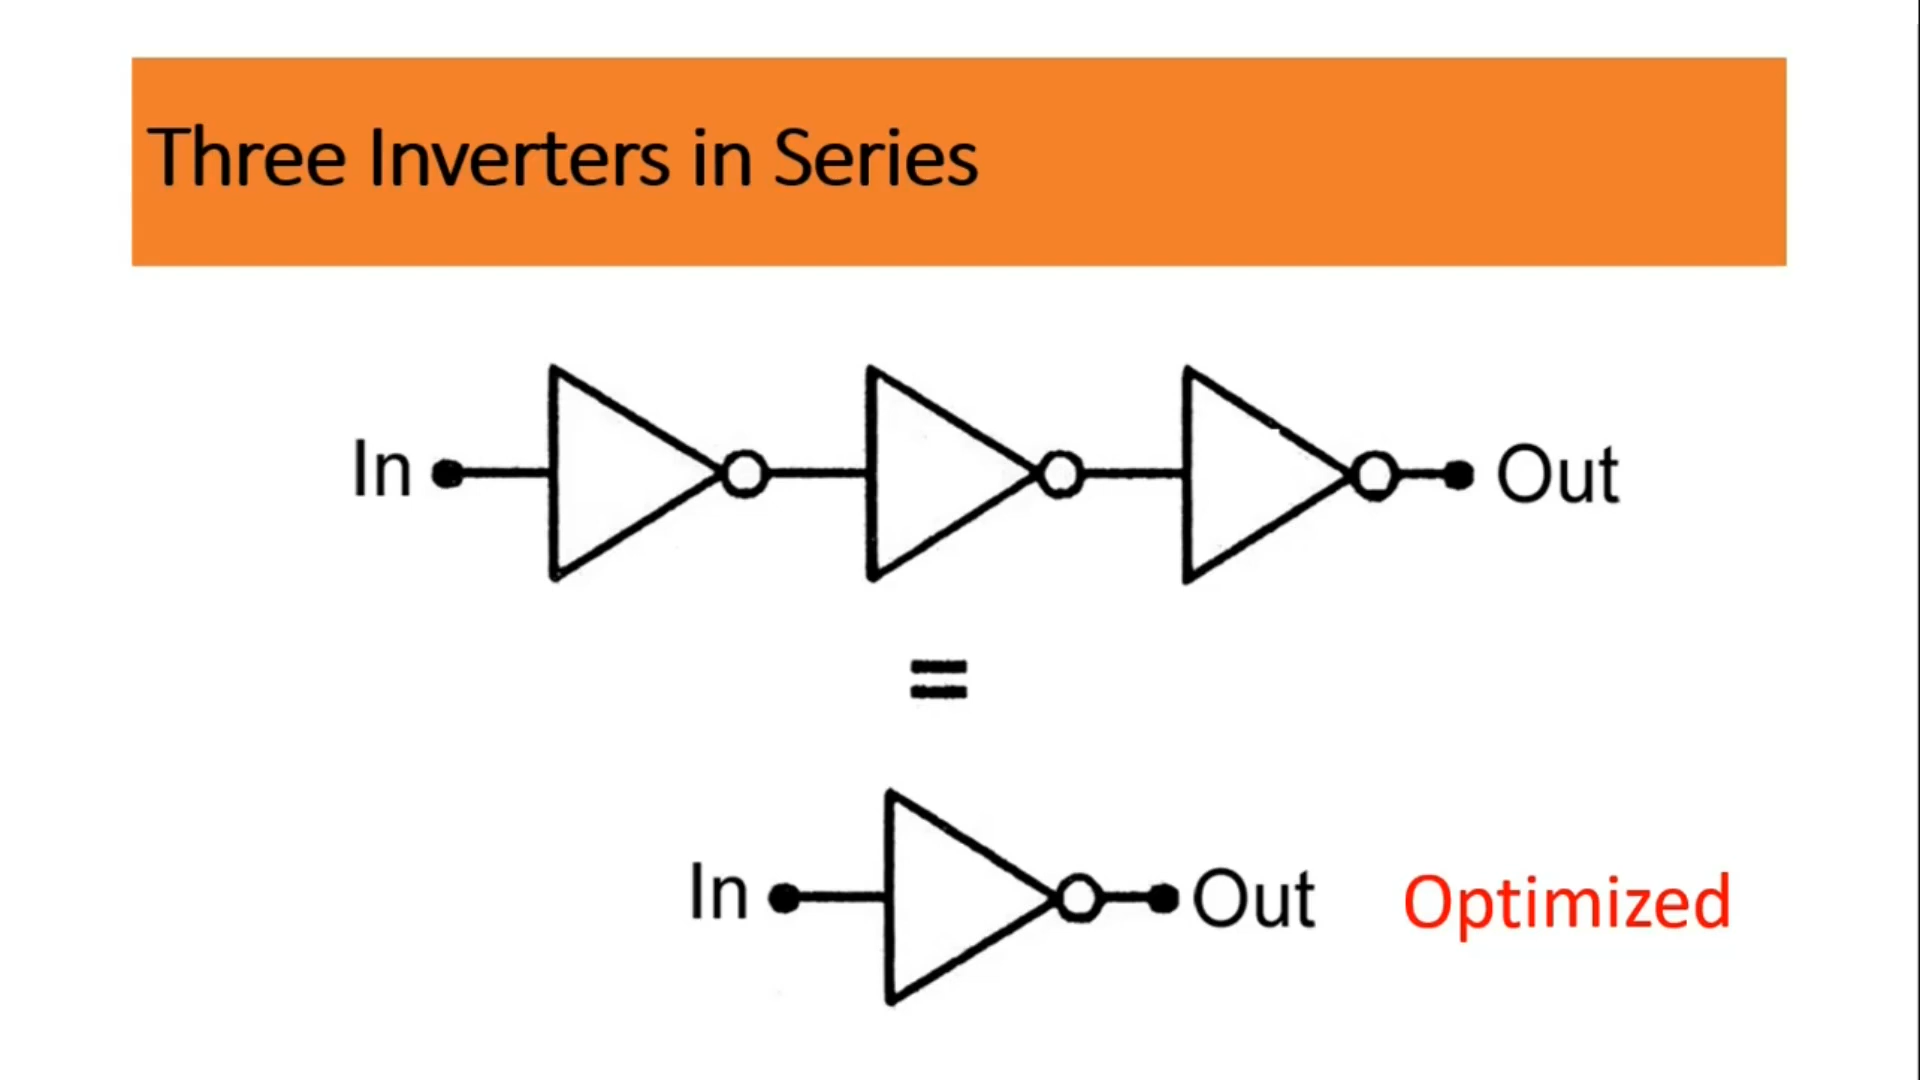 Three Inverters in Series
In Out
=
In Out Optimized